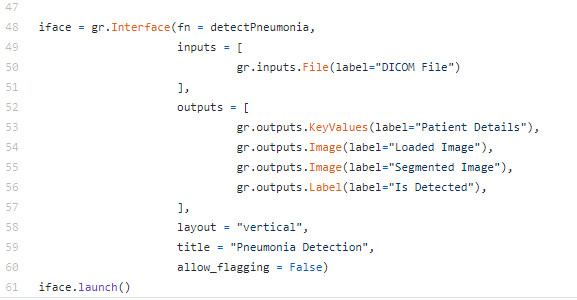 47
48 iface = gr.Interface(fn = detectPneumonia,
49 inputs = [
50 gr.inputs.File(label="DICOM File")
51 ],
52 outputs = [
53 gr.outputs.KeyValues(label="Patient Details"),
54 gr.outputs.Image(label="Loaded Image"),
55 gr.outputs.Image(label="Segmented Image"),
56 gr.outputs.Label(label="Is Detected"),
57 ],
58 layout = "vertical",
59 title = "Pneumonia Detection",
60 allow_flagging = False)
61 iface.launch()